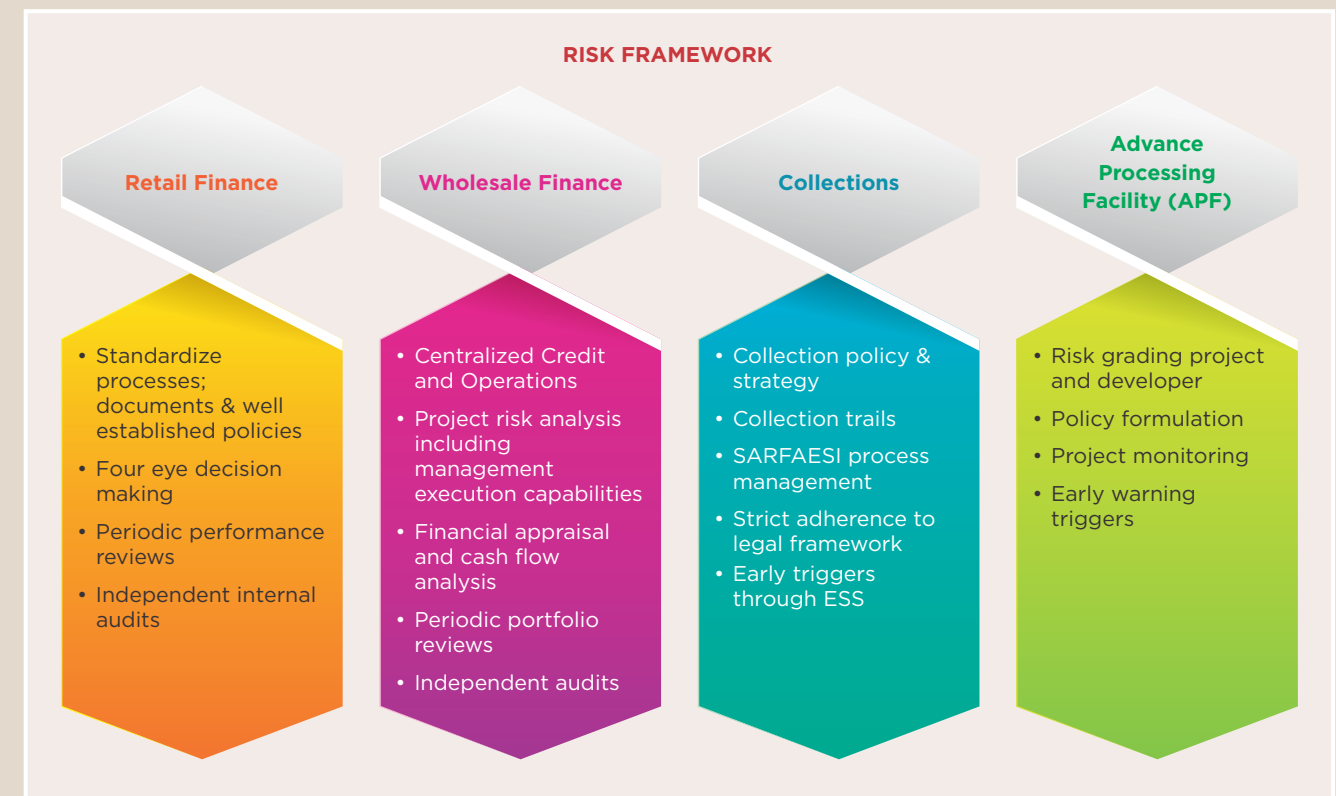 RISK FRAMEWORK
Retail Finance
• Standardize
processes;
documents & well
established policies
• Four eye decision
making
• Periodic performance
reviews
• Independent internal
audits
Wholesale Finance
• Centralized Credit
and Operations
• Project risk analysis
including
management
execution capabilities
• Financial appraisal
and cash flow
analysis
• Periodic portfolio
reviews
• Independent audits
Collections
• Collection policy &
strategy
• Collection trails
• SARFAESI process
management
• Strict adherence to
legal framework
• Early triggers
through ESS
Advance
Processing
Facility (APF)
• Risk grading project
and developer
• Policy formulation
• Project monitoring
• Early warning
triggers